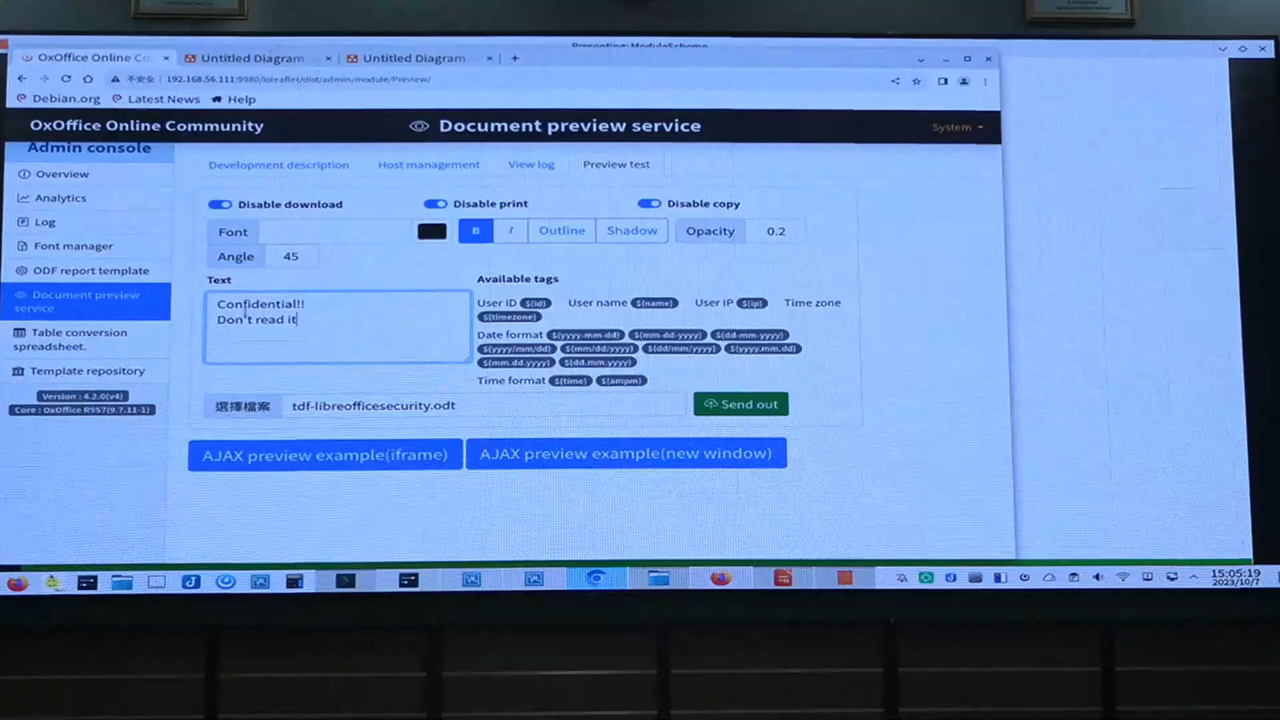 Presenting: ModuleSchema
OxOffice Online Co
Untitled Diagram
Untitled Diagram
不安全
192.168.56.111:9980/loleaflet/dist/admin/module/Preview/
Debian.org
Latest News
Help
OxOffice Online Community
Document preview service
System
Admin console
Development description
Host management
View log
Preview test
Overview
Analytics
Log
Font manager
ODF report template
Document preview
service
Table conversion
spreadsheet.
Template repository
Version : 4.2.0(v4)
Core : OxOffice R957(9.7.11-1)
Disable download
Disable print
Disable copy
Font
B
I
Outline
Shadow
Opacity
0.2
Angle
45
Text
Confidential!!
Don't read it
Available tags
User ID ${id} User name ${name} User IP ${ip} Time zone
${timezone}
Date format ${yyyy-mm-dd} ${mm-dd-yyyy} ${dd-mm-yyyy}
${yyyy/mm/dd} ${mm/dd/yyyy} ${dd/mm/yyyy} ${yyyy.mm.dd}
${mm.dd.yyyy} ${dd.mm.yyyy}
Time format ${time} ${ampm}
選擇檔案
tdf-libreofficesecurity.odt
Send out
AJAX preview example(iframe)
AJAX preview example(new window)
15:05:19
2023/10/7